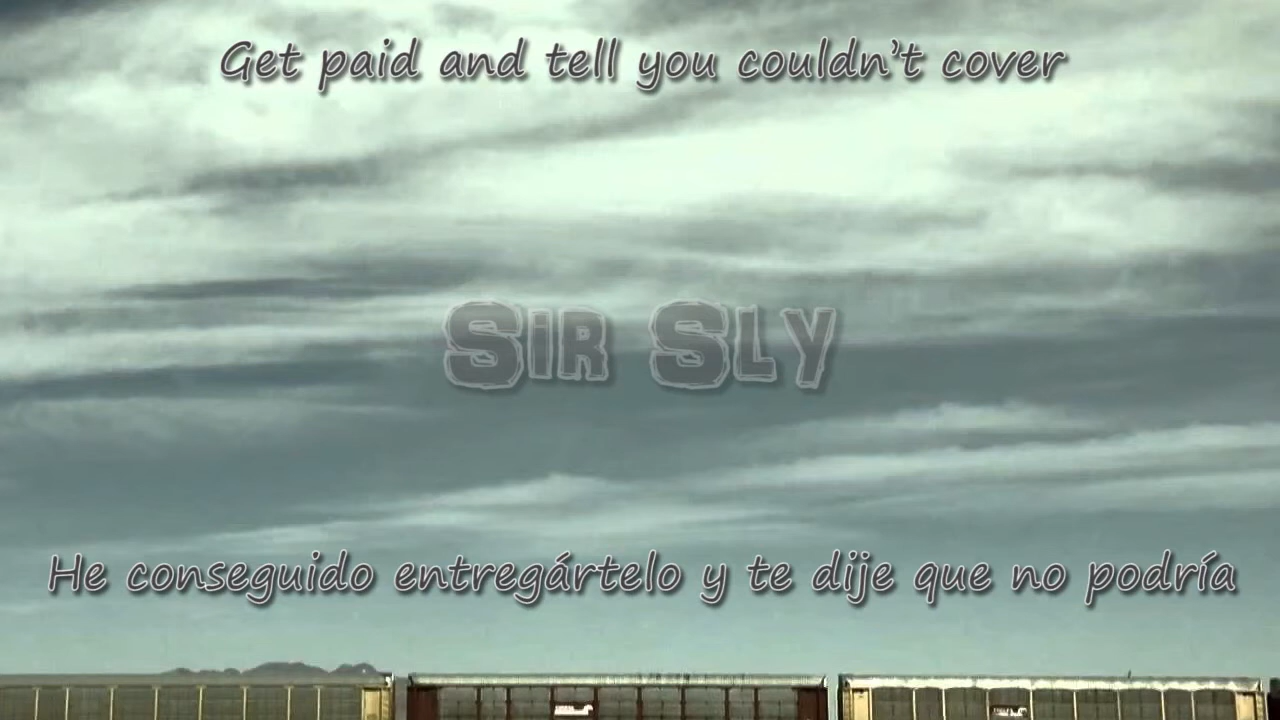 Get paid and tell you couldn't cover
Sir Sly
He conseguido entregártelo y te dije que no podría